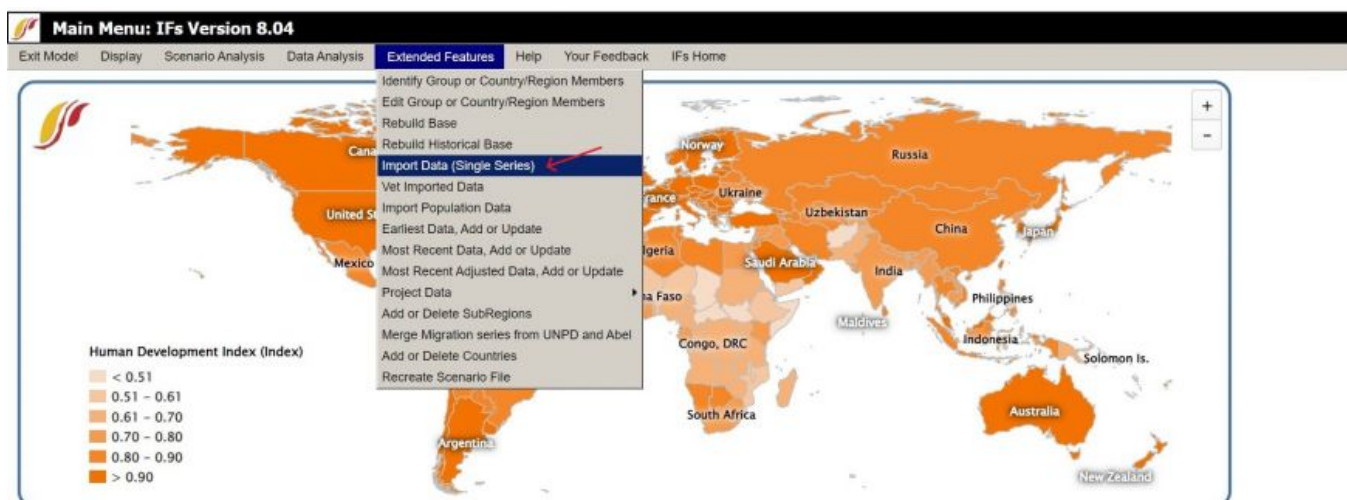 Main Menu: IFs Version 8.04
Exit Model Display Scenario Analysis Data Analysis Extended Features Help Your Feedback IFs Home
Identify Group or Country/Region Members
Edit Group or Country/Region Members
Rebuild Base
Rebuild Historical Base
Import Data (Single Series)
Vet Imported Data
Import Population Data
Earliest Data, Add or Update
Most Recent Data, Add or Update
Most Recent Adjusted Data, Add or Update
Project Data
Add or Delete SubRegions
Merge Migration series from UNPD and Abel
Add or Delete Countries
Recreate Scenario File
+
-
Norway
Russia
Ukraine
Uzbekistan
China
Japan
Saudi Arabia
India
Mexico
Philippines
Maldives
Congo, DRC
Indonesia
Solomon Is.
South Africa
Australia
Argentina
New Zealand
Human Development Index (Index)
< 0.51
0.51 - 0.61
0.61 - 0.70
0.70 - 0.80
0.80 - 0.90
> 0.90